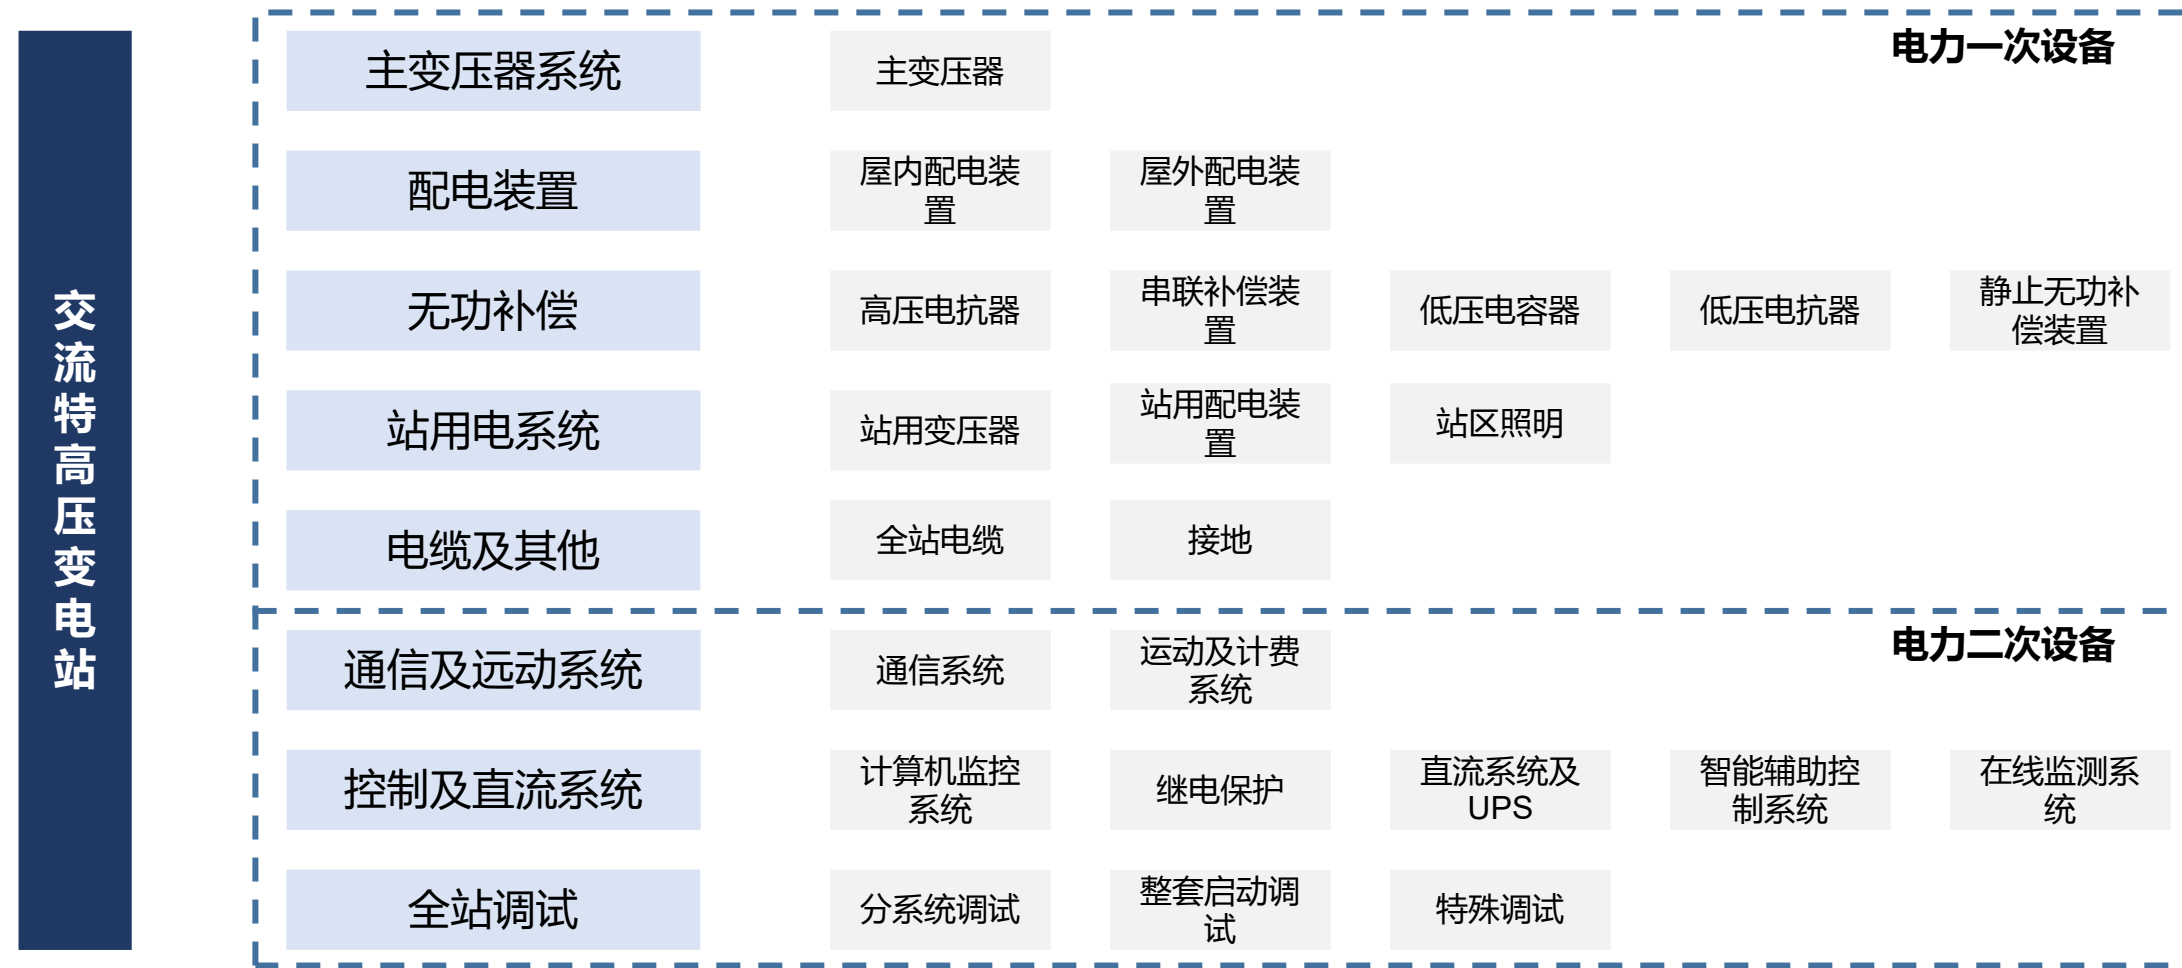 交
流
特
高
压
变
电
站
电力一次设备
主变压器系统
主变压器
配电装置
屋内配电装
置
屋外配电装
置
无功补偿
高压电抗器
串联补偿装
置
低压电容器
低压电抗器
静止无功补
偿装置
站用电系统
站用变压器
站用配电装
置
站区照明
电缆及其他
全站电缆
接地
电力二次设备
通信及远动系统
通信系统
运动及计费
系统
控制及直流系统
计算机监控
系统
继电保护
直流系统及
UPS
智能辅助控
制系统
在线监测系
统
全站调试
分系统调试
整套启动调
试
特殊调试